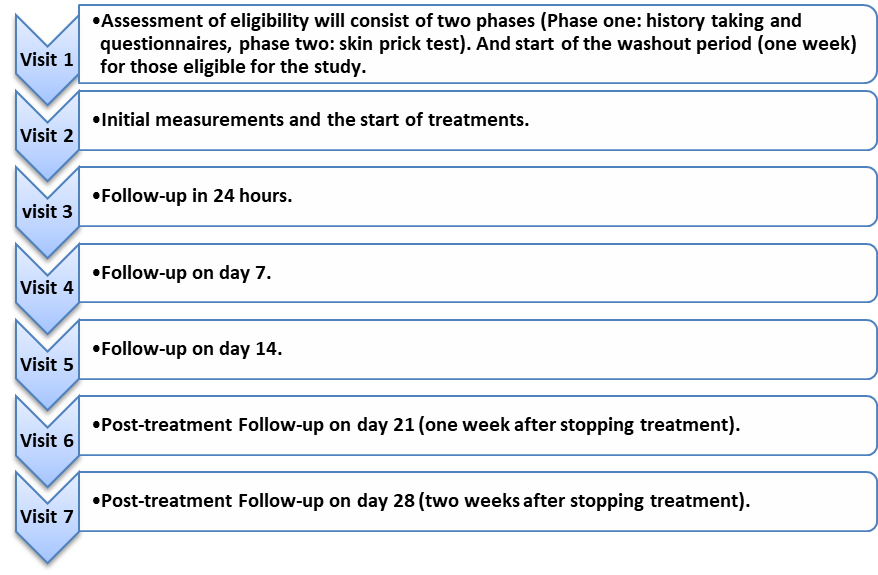 Visit 1
•Assessment of eligibility will consist of two phases (Phase one: history taking and
questionnaires, phase two: skin prick test). And start of the washout period (one week)
for those eligible for the study.
Visit 2
•Initial measurements and the start of treatments.
visit 3
•Follow-up in 24 hours.
Visit 4
•Follow-up on day 7.
Visit 5
•Follow-up on day 14.
Visit 6
•Post-treatment Follow-up on day 21 (one week after stopping treatment).
Visit 7
•Post-treatment Follow-up on day 28 (two weeks after stopping treatment).